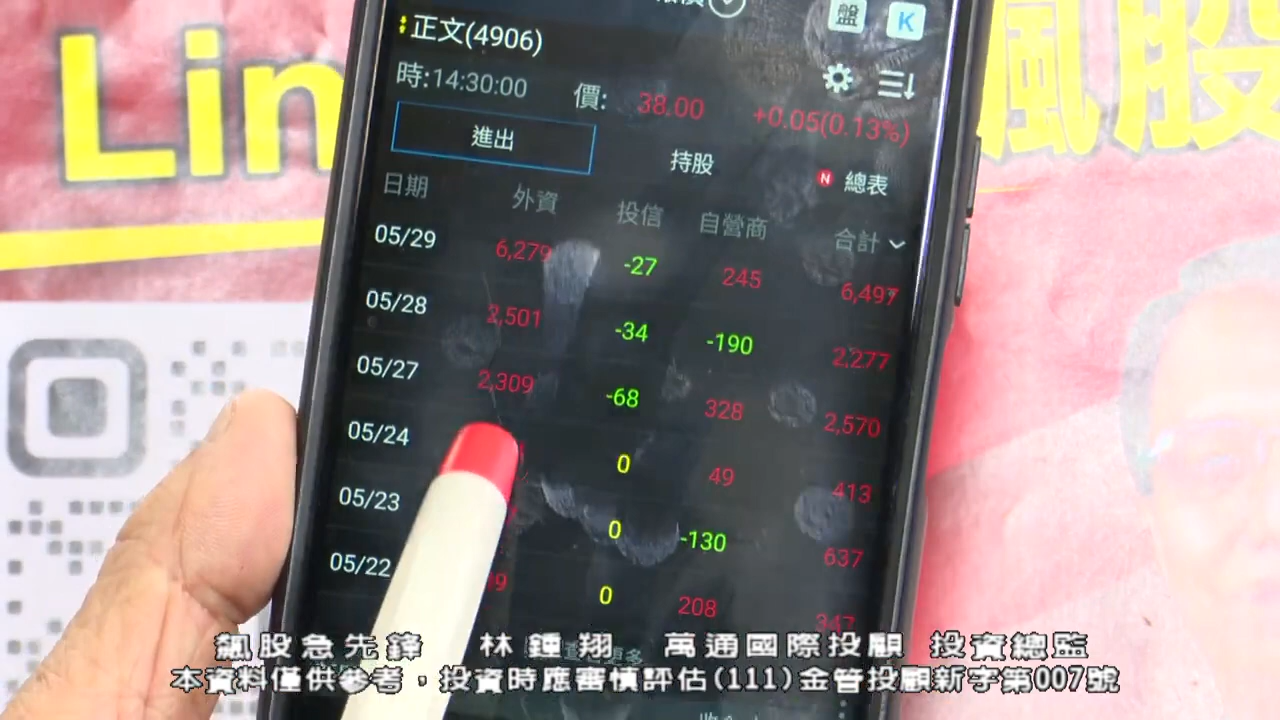 Lin
飆股
盤 K
正文(4906)
時:14:30:00 價: 38.00 +0.05(0.13%)
進出 持股 N 總表
日期 外資 投信 自營商 合計
05/29 6,279 -27 245 6,497
05/28 2,501 -34 -190 2,277
05/27 2,309 -68 328 2,570
05/24 0 49 413
05/23 0 -130 637
05/22 0 208 347
飆股急先鋒 林鍾翔 萬通國際投顧 投資總監
本資料僅供參考，投資時應審慎評估(111)金管投顧新字第007號